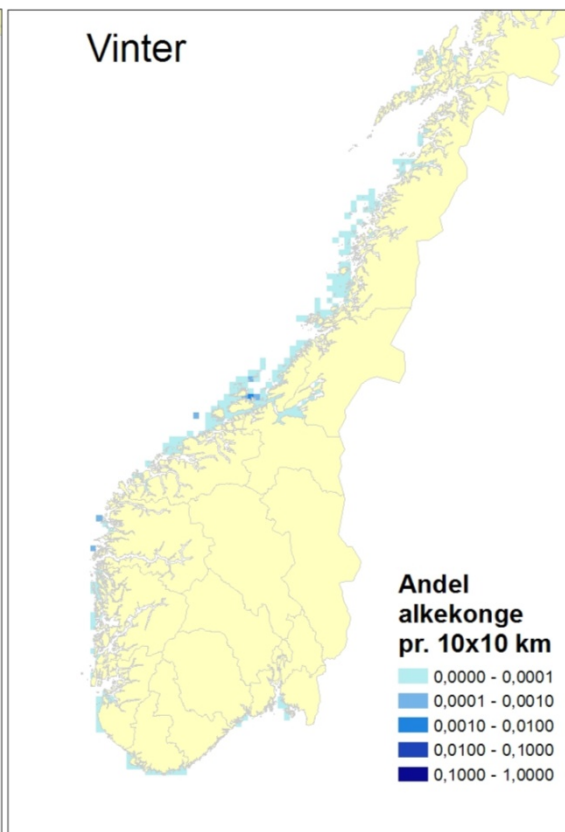 Vinter
Andel
alkekonge
pr. 10x10 km
0,0000 - 0,0001
0,0001 - 0,0010
0,0010 - 0,0100
0,0100 - 0,1000
0,1000 - 1,0000